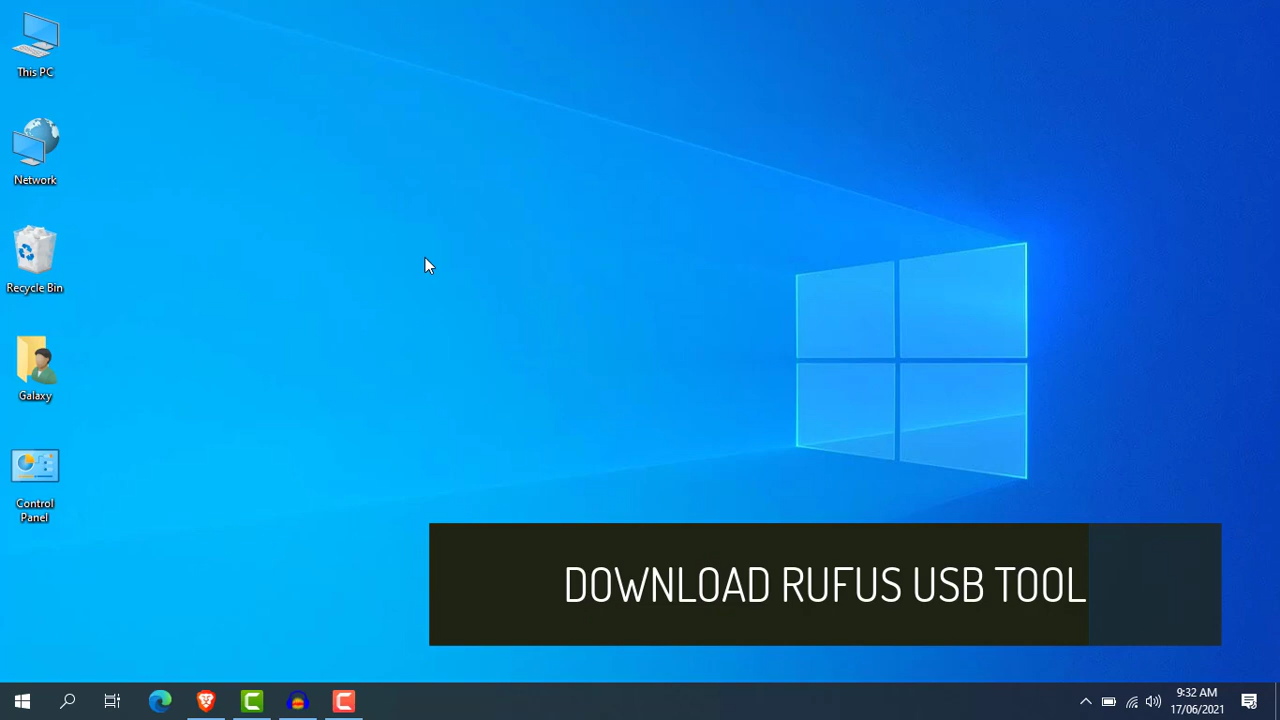 This PC
Network
Recycle Bin
Galaxy
Control
Panel
DOWNLOAD RUFUS USB TOOL
9:32 AM
17/06/2021